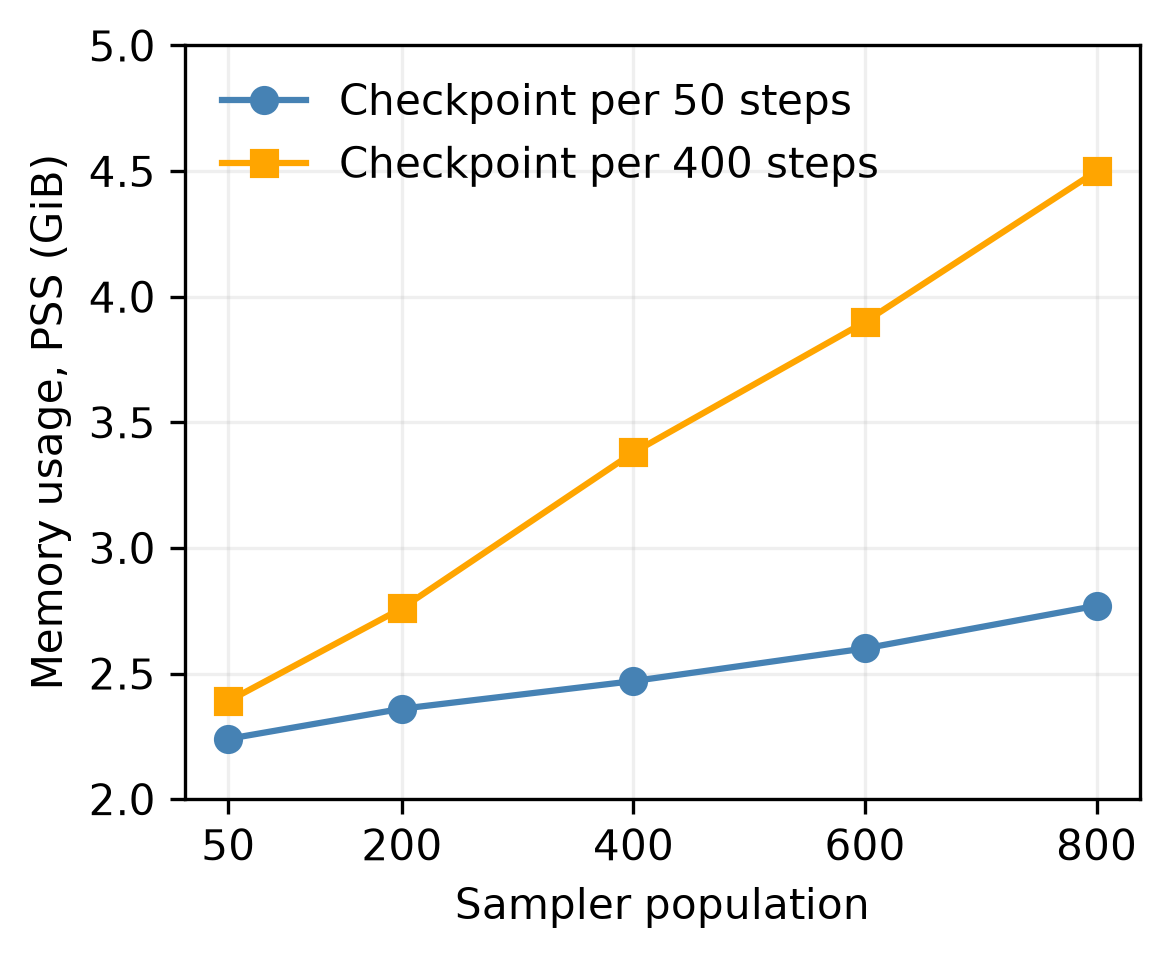 5.0
4.5
4.0
3.5
3.0
2.5
2.0
Memory usage, PSS (GiB)
Checkpoint per 50 steps
Checkpoint per 400 steps
50 200 400 600 800
Sampler population